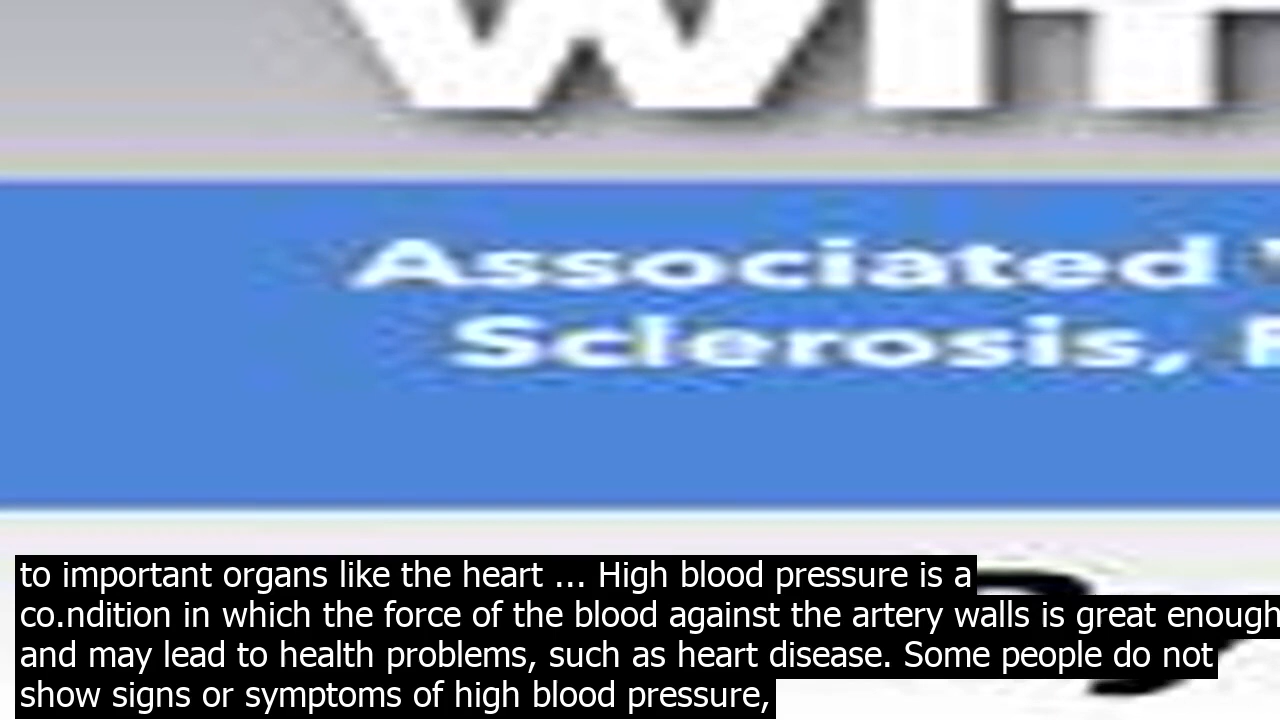 Associated
Sclerosis,
to important organs like the heart ... High blood pressure is a
co.ndition in which the force of the blood against the artery walls is great enough
and may lead to health problems, such as heart disease. Some people do not
show signs or symptoms of high blood pressure,